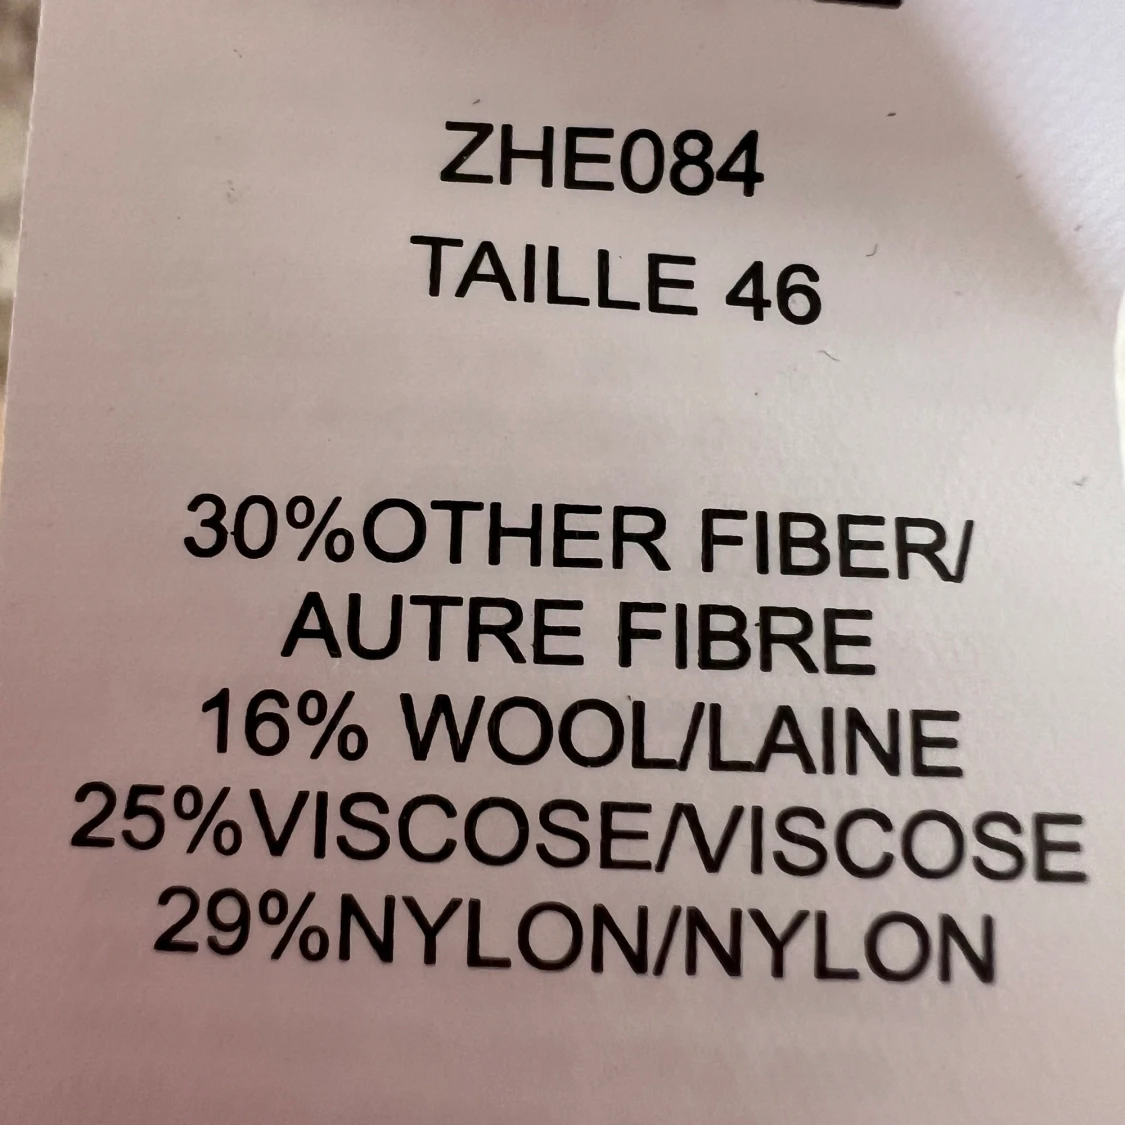 ZHE084
TAILLE 46
30%OTHER FIBER/
AUTRE FIBRE
16% WOOL/LAINE
25%VISCOSE/VISCOSE
29%NYLON/NYLON